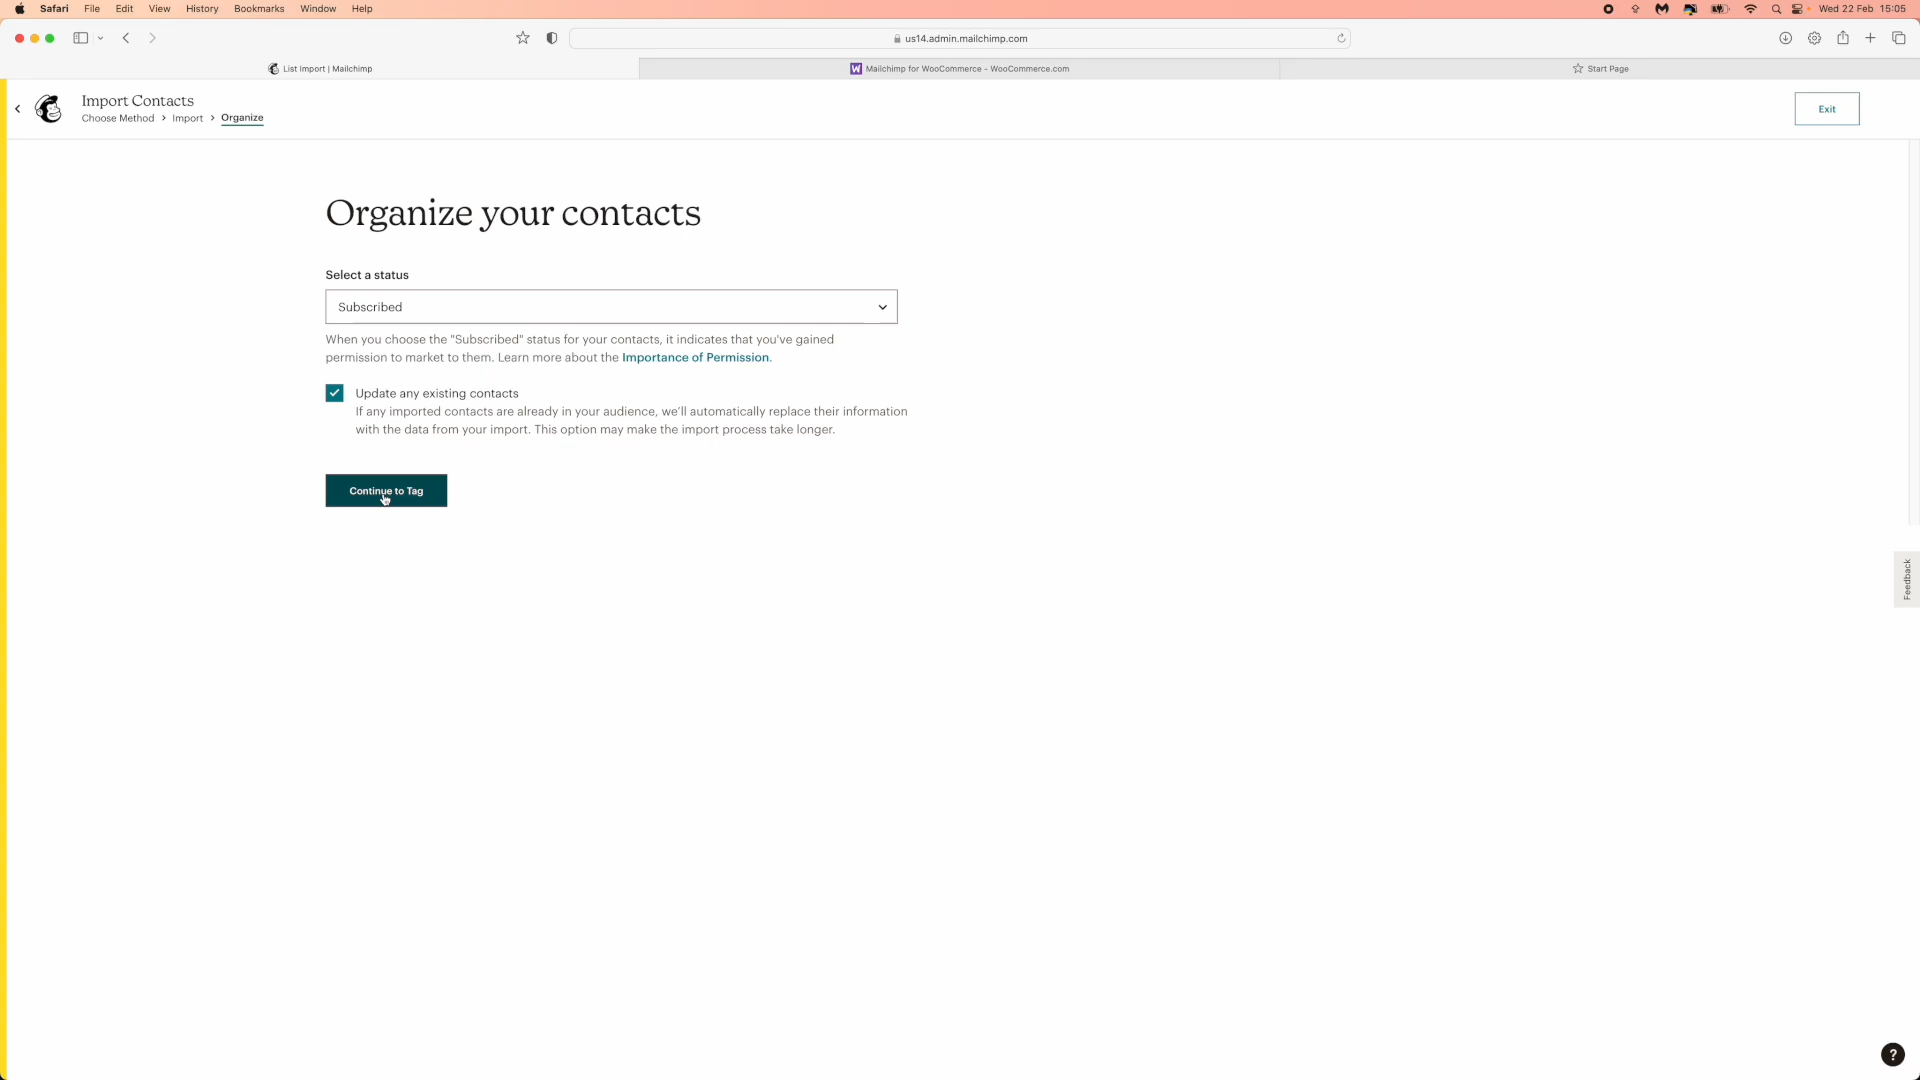 Safari File Edit View History Bookmarks Window Help Wed 22 Feb 15:05
us14.admin.mailchimp.com
List Import | Mailchimp
W Mailchimp for WooCommerce - WooCommerce.com
Start Page
Import Contacts
Choose Method > Import > Organize
Exit
Organize your contacts
Select a status
Subscribed
When you choose the "Subscribed" status for your contacts, it indicates that you've gained
permission to market to them. Learn more about the Importance of Permission.
Update any existing contacts
If any imported contacts are already in your audience, we'll automatically replace their information
with the data from your import. This option may make the import process take longer.
Continue to Tag
Feedback
?